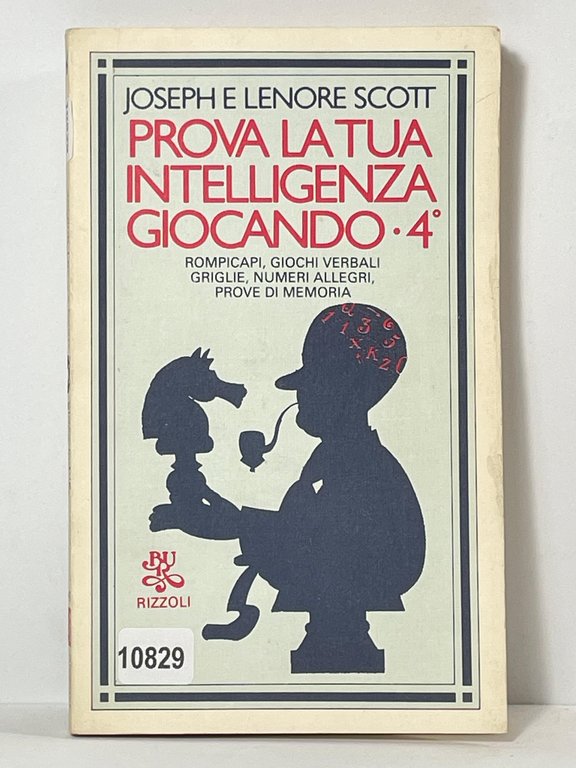 JOSEPH E LENORE SCOTT
PROVA LA TUA
INTELLIGENZA
GIOCANDO • 4°
ROMPICAPI, GIOCHI VERBALI
GRIGLIE, NUMERI ALLEGRI,
PROVE DI MEMORIA
BUR
RIZZOLI
10829